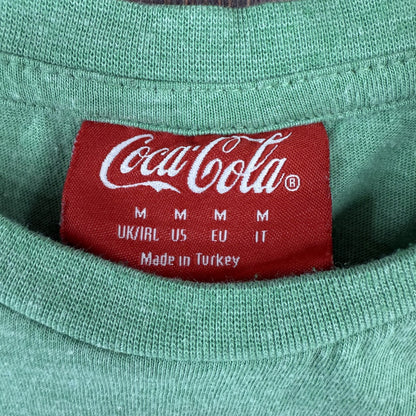 Coca-Cola®
M M M M
UK/IRL US EU IT
Made in Turkey